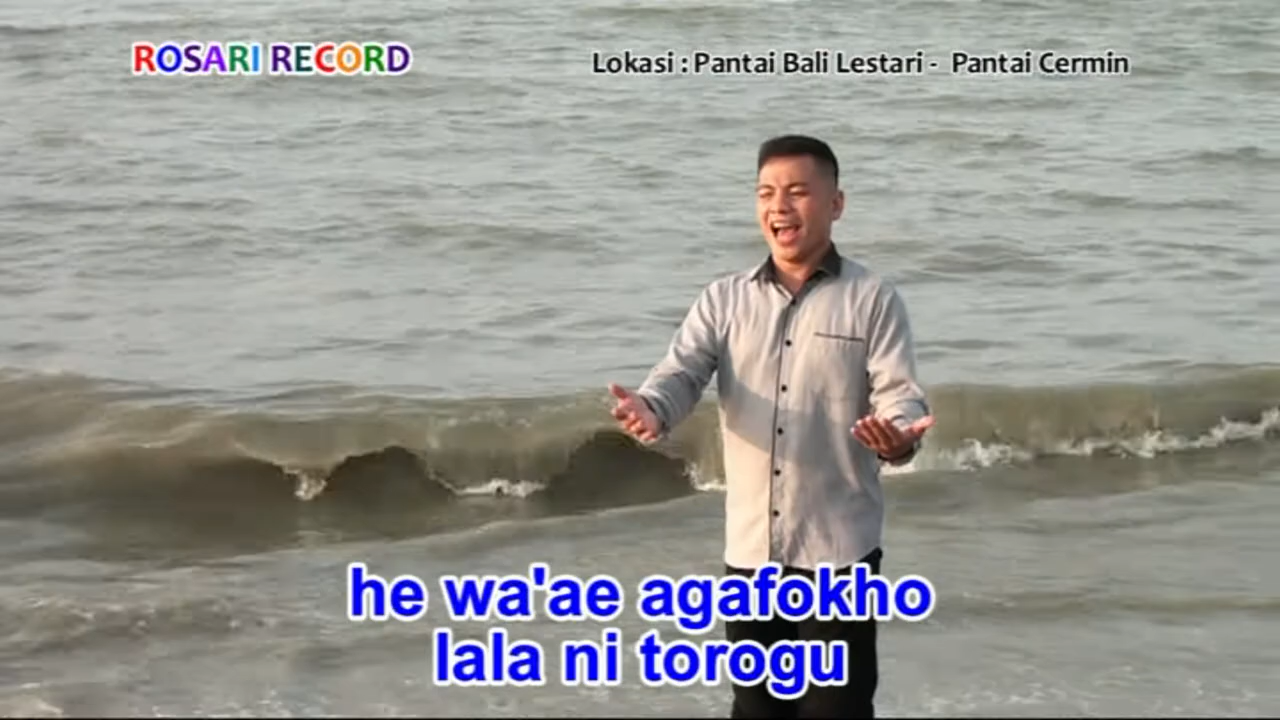 ROSARI RECORD
Lokasi : Pantai Bali Lestari - Pantai Cermin
he wa'ae agafokho
lala ni torogu